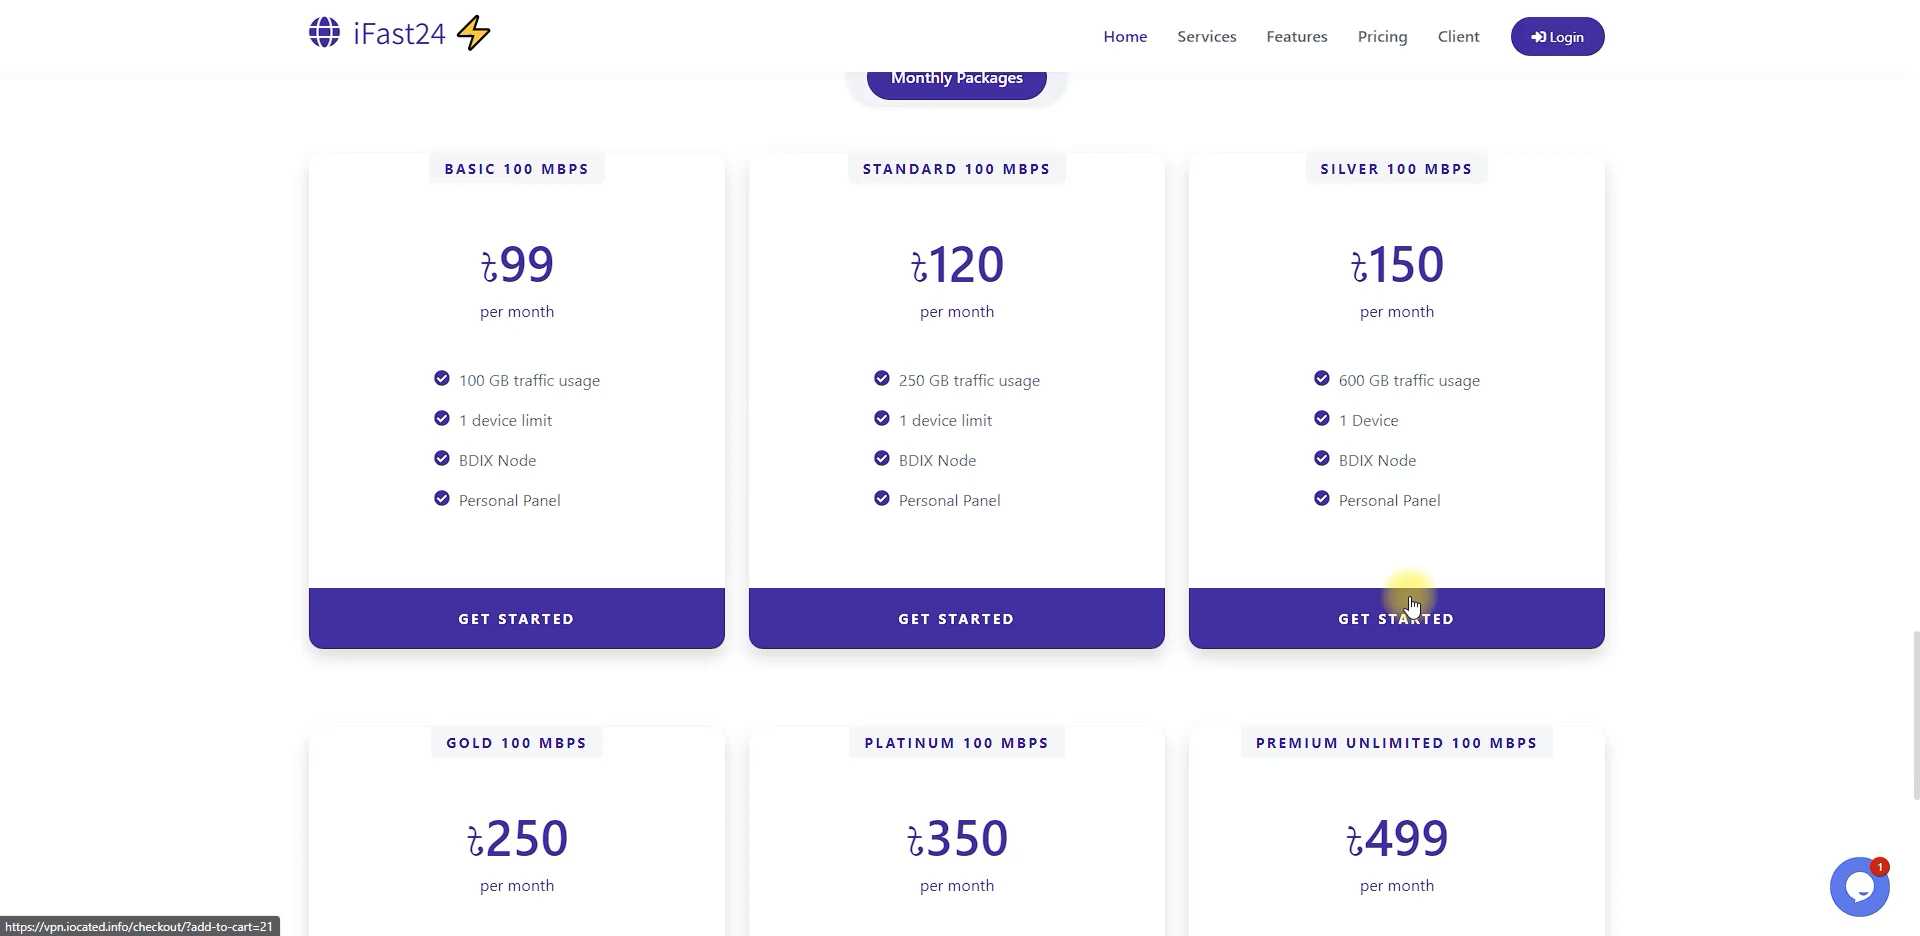 iFast24
Home Services Features Pricing Client Login
Monthly Packages
BASIC 100 MBPS
৳99
per month
100 GB traffic usage
1 device limit
BDIX Node
Personal Panel
GET STARTED
STANDARD 100 MBPS
৳120
per month
250 GB traffic usage
1 device limit
BDIX Node
Personal Panel
GET STARTED
SILVER 100 MBPS
৳150
per month
600 GB traffic usage
1 Device
BDIX Node
Personal Panel
GET STARTED
GOLD 100 MBPS
৳250
per month
PLATINUM 100 MBPS
৳350
per month
PREMIUM UNLIMITED 100 MBPS
৳499
per month
1
https://vpn.iocated.info/checkout/?add-to-cart=21